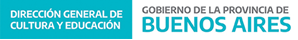 DIRECCIÓN GENERAL DE
CULTURA Y EDUCACIÓN
GOBIERNO DE LA PROVINCIA DE
BUENOS AIRES